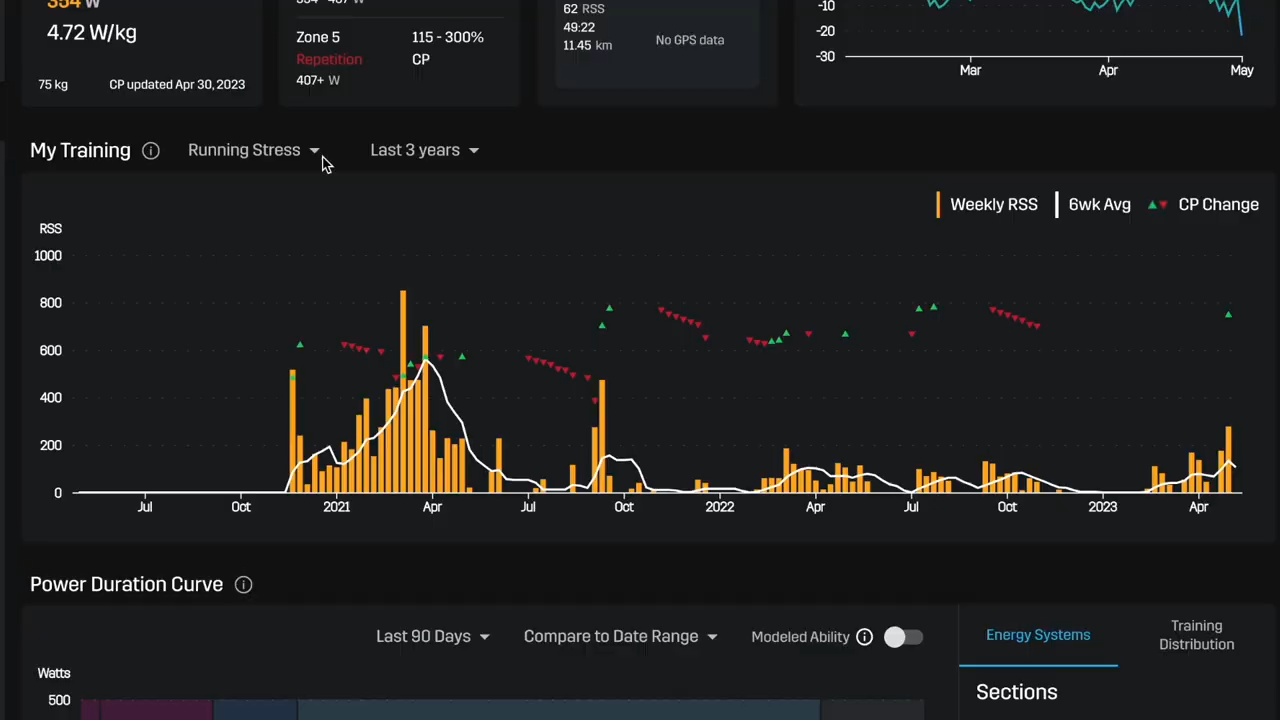 354 W
4.72 W/kg
75 kg
CP updated Apr 30, 2023
Zone 5
Repetition
407+ W
115 - 300%
CP
62 RSS
49:22
11.45 km
No GPS data
-10
-20
-30
Mar
Apr
May
My Training
Running Stress
Last 3 years
Weekly RSS
6wk Avg
CP Change
RSS
1000
800
600
400
200
0
Jul
Oct
2021
Apr
Jul
Oct
2022
Apr
Jul
Oct
2023
Apr
Power Duration Curve
Last 90 Days
Compare to Date Range
Modeled Ability
Energy Systems
Training
Distribution
Watts
500
Sections